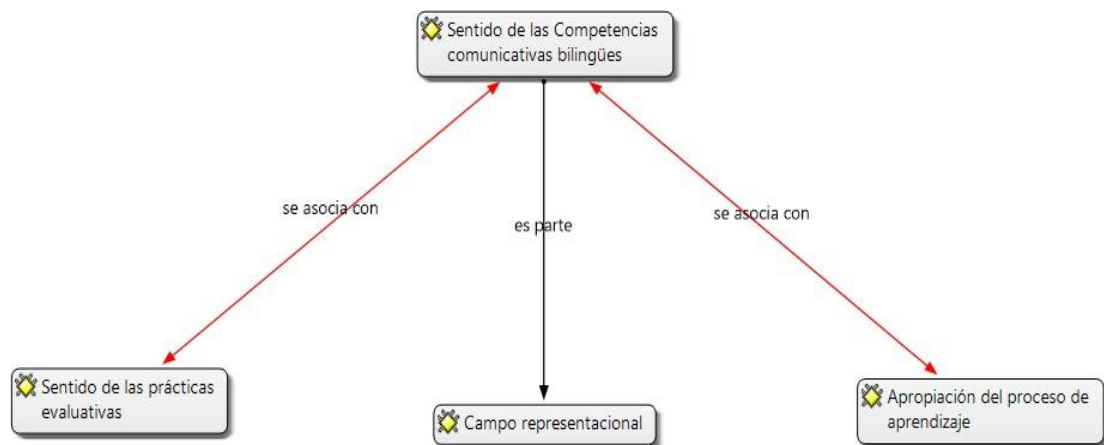 Sentido de las Competencias
comunicativas bilingües
se asocia con
es parte
se asocia con
Sentido de las prácticas
evaluativas
Campo representacional
Apropiación del proceso de
aprendizaje